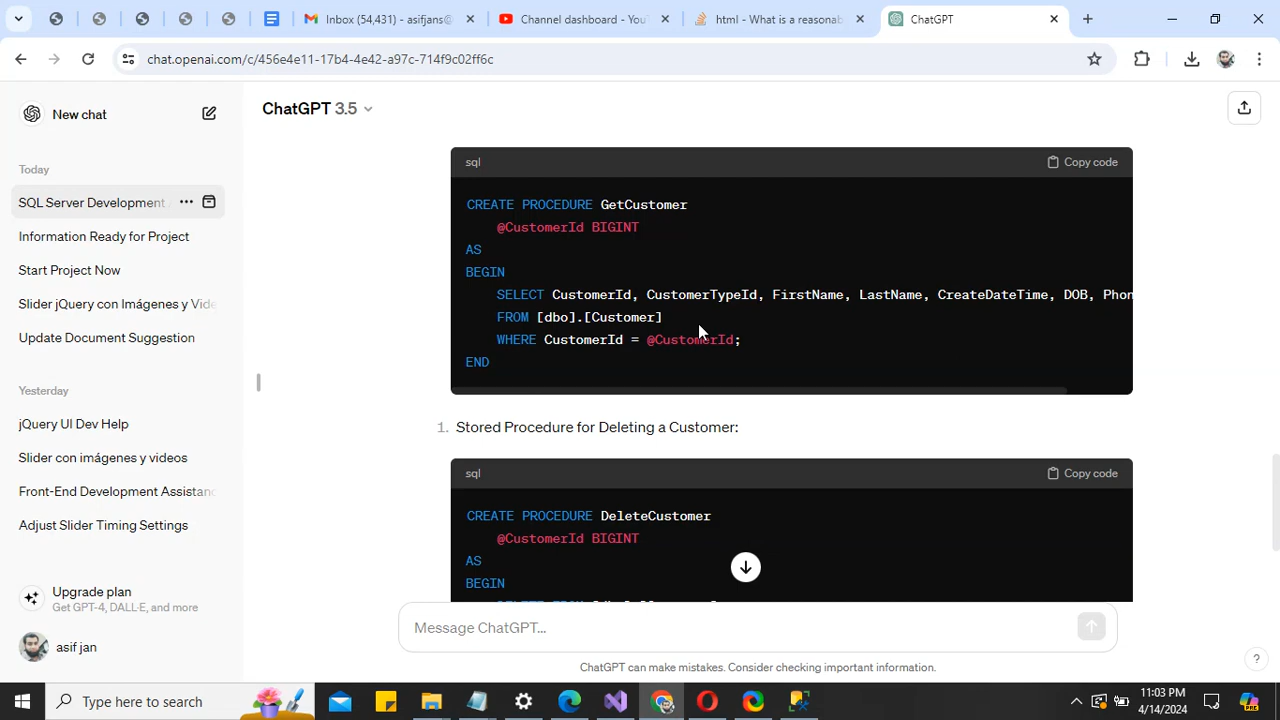 Inbox (54,431) - asifjans@
Channel dashboard - You
html - What is a reasonab
ChatGPT
chat.openai.com/c/456e4e11-17b4-4e42-a97c-714f9c02ff6c
New chat
Today
SQL Server Development
Information Ready for Project
Start Project Now
Slider jQuery con Imágenes y Vide
Update Document Submission
Yesterday
jQuery UI Dev Help
Slider con imágenes y videos
Front-End Development Assistanc
Adjust Slider Timing Settings
Upgrade plan
Get GPT-4, DALL·E, and more
asif jan
ChatGPT 3.5
sql
Copy code
CREATE PROCEDURE GetCustomer
@CustomerId BIGINT
AS
BEGIN
SELECT CustomerId, CustomerTypeId, FirstName, LastName, CreateDateTime, DOB, Phon
FROM [dbo].[Customer]
WHERE CustomerId = @CustomerId;
END
1. Stored Procedure for Deleting a Customer:
sql
Copy code
CREATE PROCEDURE DeleteCustomer
@CustomerId BIGINT
AS
BEGIN
Message ChatGPT...
ChatGPT can make mistakes. Consider checking important information.
?
Type here to search
11:03 PM
4/14/2024